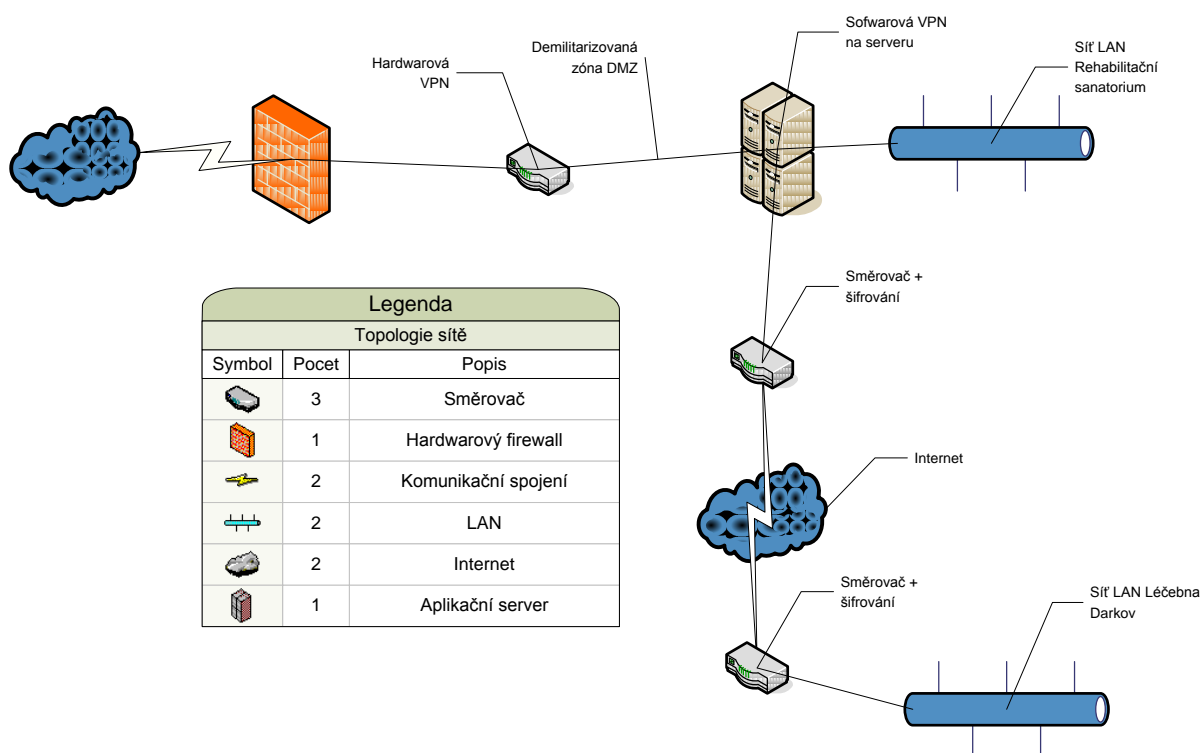 Sofwarová VPN
na serveru
Demilitarizovaná
zóna DMZ
Síť LAN
Rehabilitační
sanatorium
Hardwarová
VPN
Směrovač +
šifrování
Legenda
Topologie sítě
Symbol Pocet Popis
3 Směrovač
1 Hardwarový firewall
2 Komunikační spojení
2 LAN
2 Internet
1 Aplikační server
Internet
Směrovač +
šifrování
Síť LAN Léčebna
Darkov